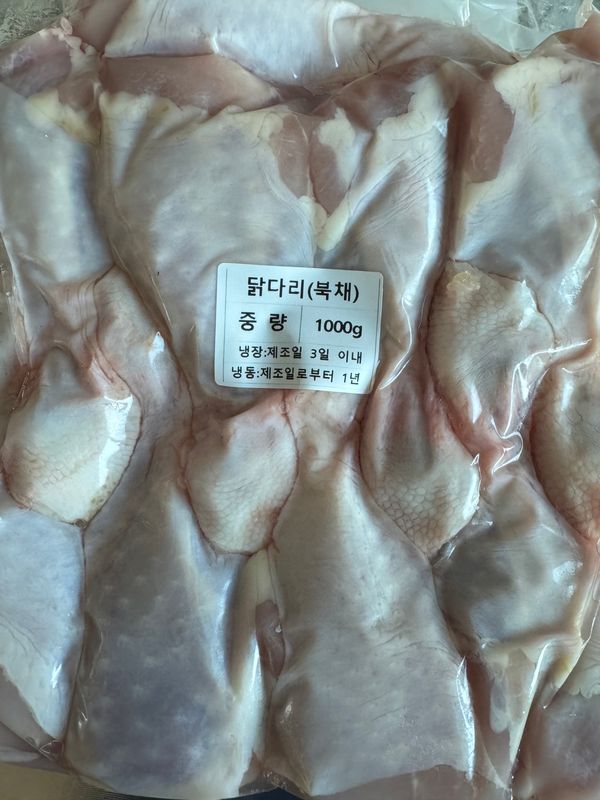 닭다리(북채)
중 량 1000g
냉장:제조일 3일 이내
냉동:제조일로부터 1년